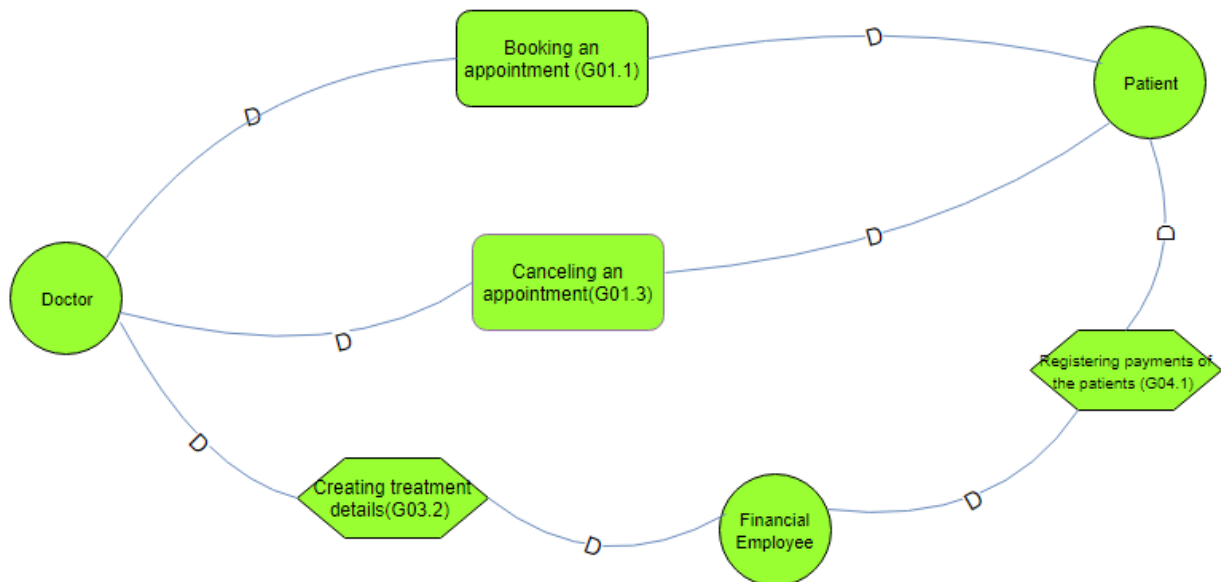 Booking an
appointment (G01.1)
D
Patient
D
Canceling an
appointment(G01.3)
D
D
Doctor
D
Registering payments of
the patients (G04.1)
D
Creating treatment
details(G03.2)
D
Financial
Employee
D
D